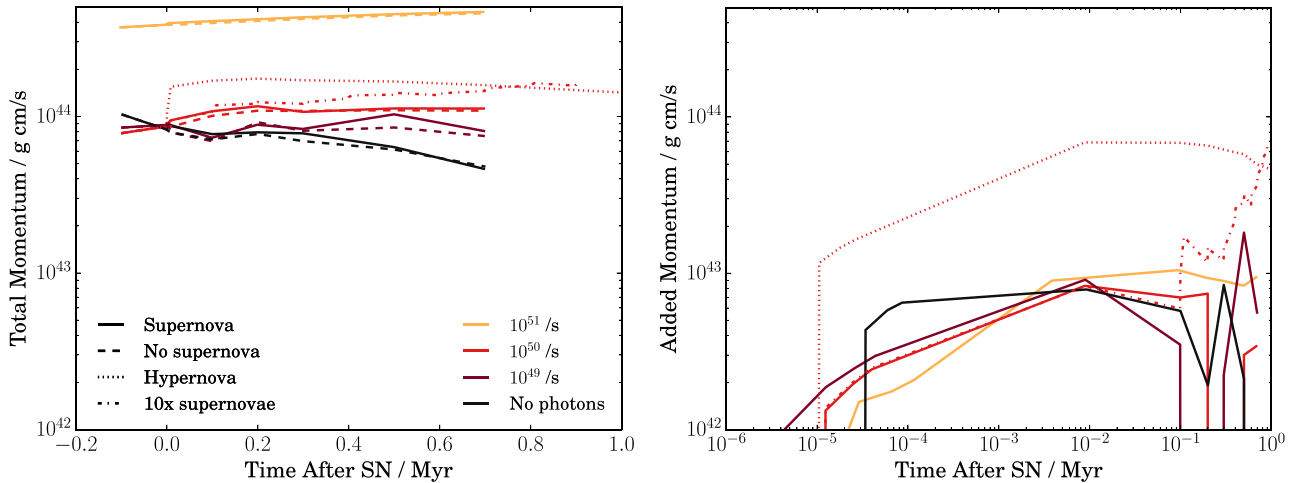 Total Momentum / g cm/s
10^44
10^43
10^42
−0.2 0.0 0.2 0.4 0.6 0.8 1.0
Time After SN / Myr
Supernova
No supernova
Hypernova
10x supernovae
10^51 /s
10^50 /s
10^49 /s
No photons
Added Momentum / g cm/s
10^44
10^43
10^42
10^−6 10^−5 10^−4 10^−3 10^−2 10^−1 10^0
Time After SN / Myr